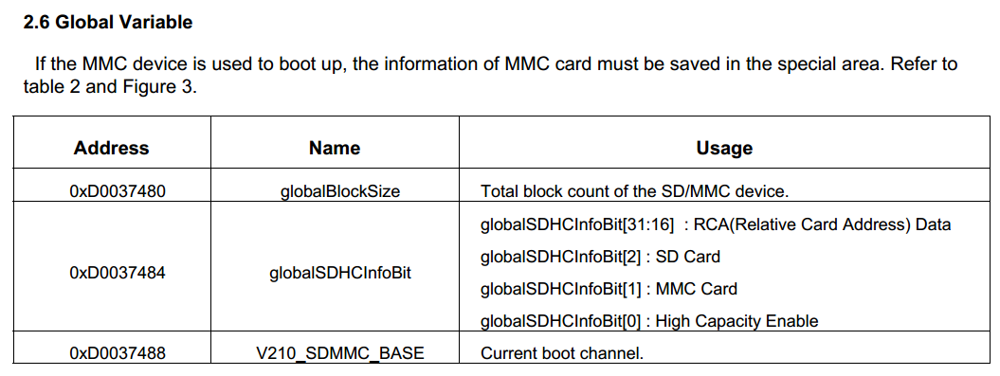 2.6 Global Variable
If the MMC device is used to boot up, the information of MMC card must be saved in the special area. Refer to
table 2 and Figure 3.
Address Name Usage
0xD0037480 globalBlockSize Total block count of the SD/MMC device.
globalSDHCInfoBit[31:16] : RCA(Relative Card Address) Data
globalSDHCInfoBit[2] : SD Card
0xD0037484 globalSDHCInfoBit
globalSDHCInfoBit[1] : MMC Card
globalSDHCInfoBit[0] : High Capacity Enable
0xD0037488 V210_SDMMC_BASE Current boot channel.